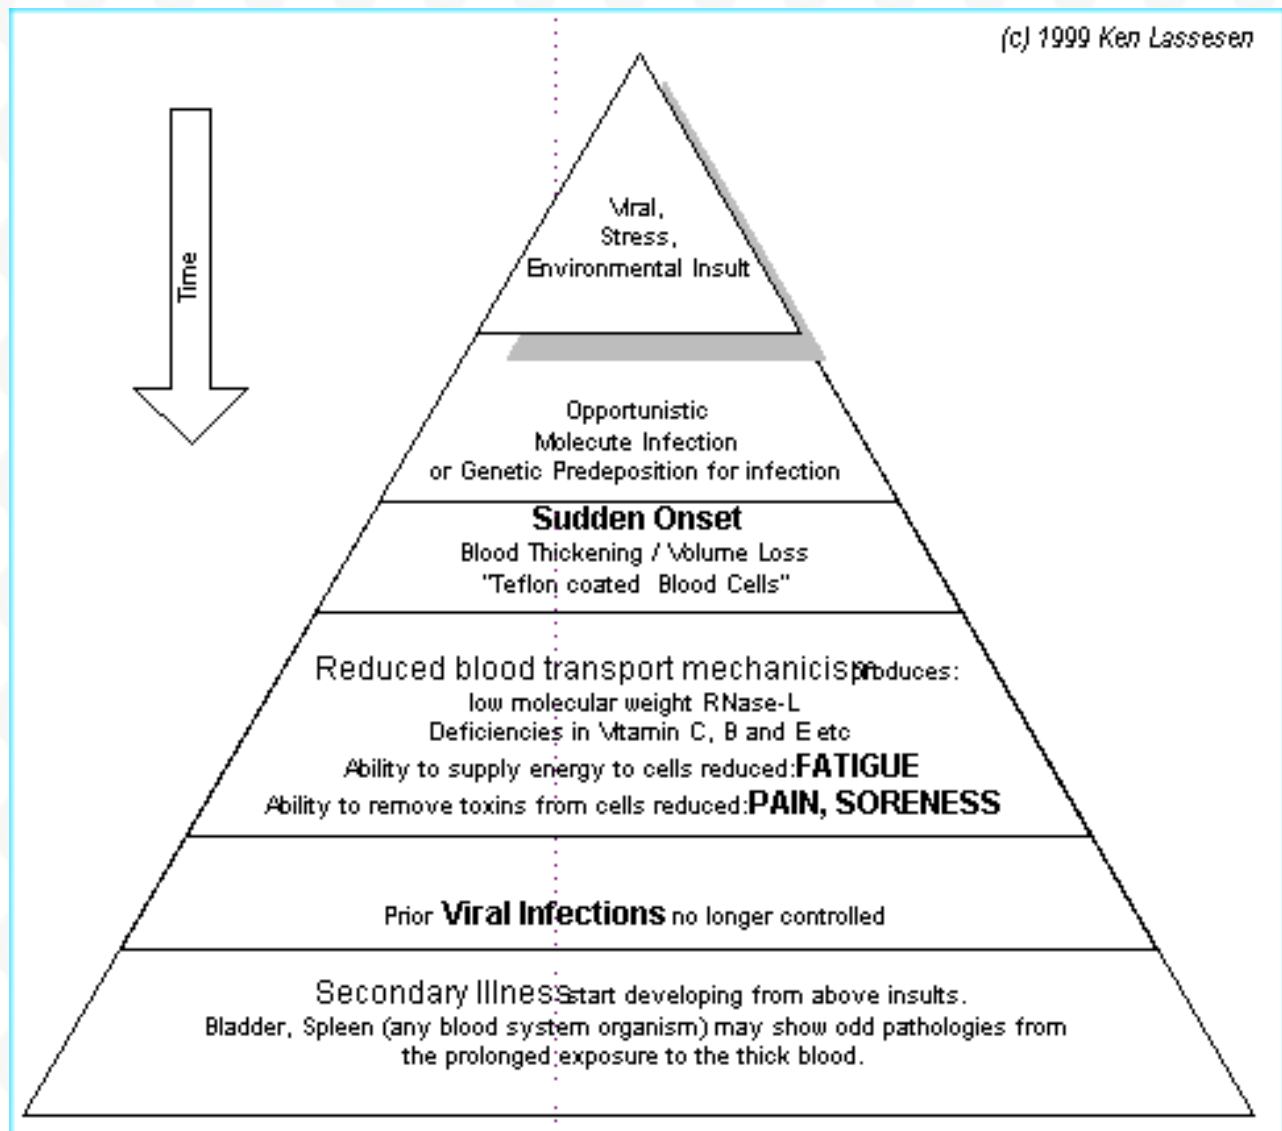 (c) 1999 Ken Lassesen
Time
Viral,
Stress,
Environmental Insult
Opportunistic
Molecute Infection
or Genetic Predeposition for infection
Sudden Onset
Blood Thickening / Volume Loss
"Teflon coated Blood Cells"
Reduced blood transport mechanicism produces:
low molecular weight RNase-L
Deficiencies in Vitamin C, B and E etc
Ability to supply energy to cells reduced:FATIGUE
Ability to remove toxins from cells reduced:PAIN, SORENESS
Prior Viral Infections no longer controlled
Secondary Illness start developing from above insults.
Bladder, Spleen (any blood system organism) may show odd pathologies from
the prolonged exposure to the thick blood.